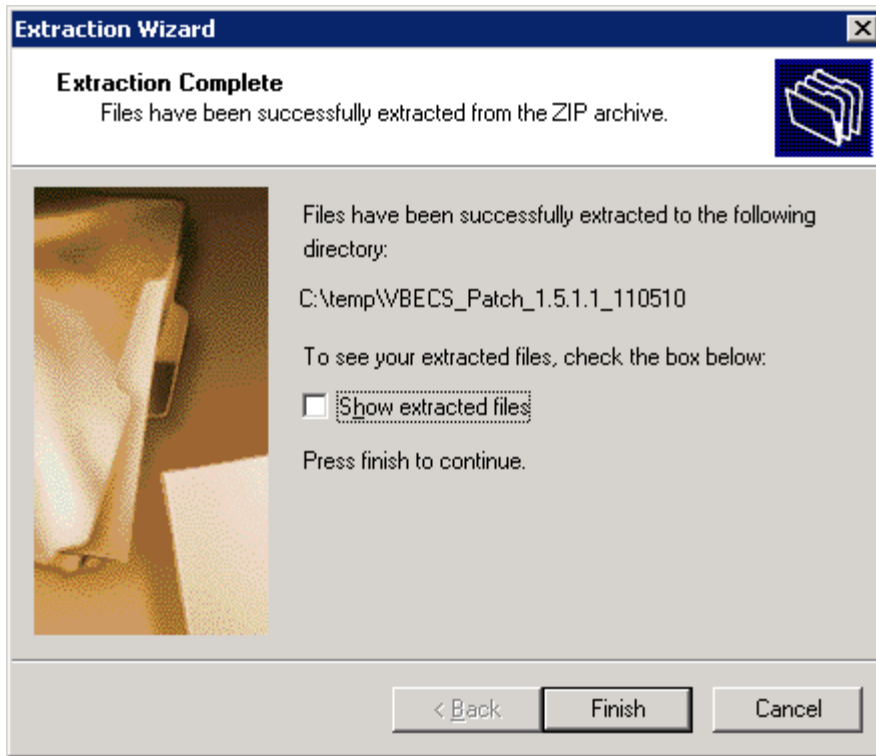 Extraction Wizard
Extraction Complete
Files have been successfully extracted from the ZIP archive.
Files have been successfully extracted to the following
directory:
C:\temp\VBECS_Patch_1.5.1.1_110510
To see your extracted files, check the box below:
Show extracted files
Press finish to continue.
< Back Finish Cancel